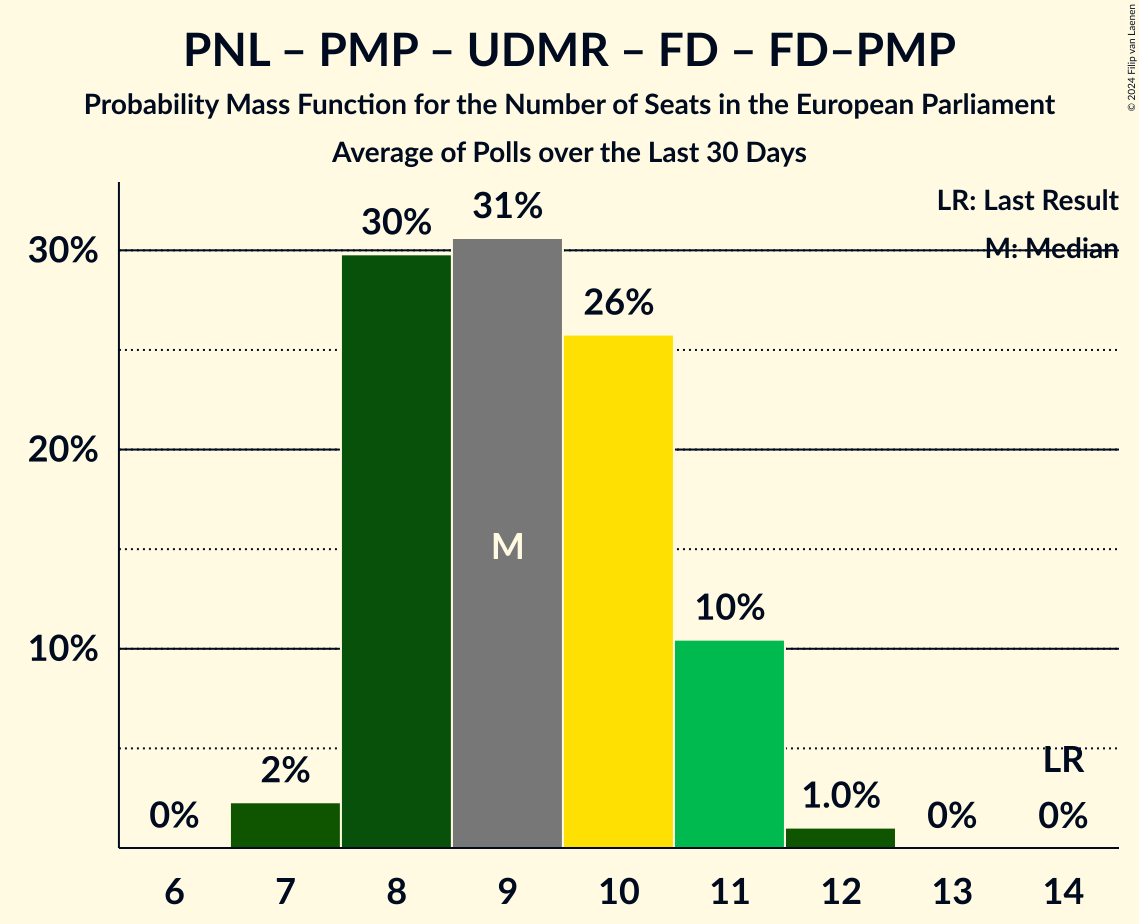 PNL – PMP – UDMR – FD – FD–PMP
Probability Mass Function for the Number of Seats in the European Parliament
Average of Polls over the Last 30 Days
© 2024 Filip van Laenen
LR: Last Result
M: Median
30%
20%
10%
0%
2%
30%
31%
26%
10%
1.0%
0%
0%
M
LR
6
7
8
9
10
11
12
13
14